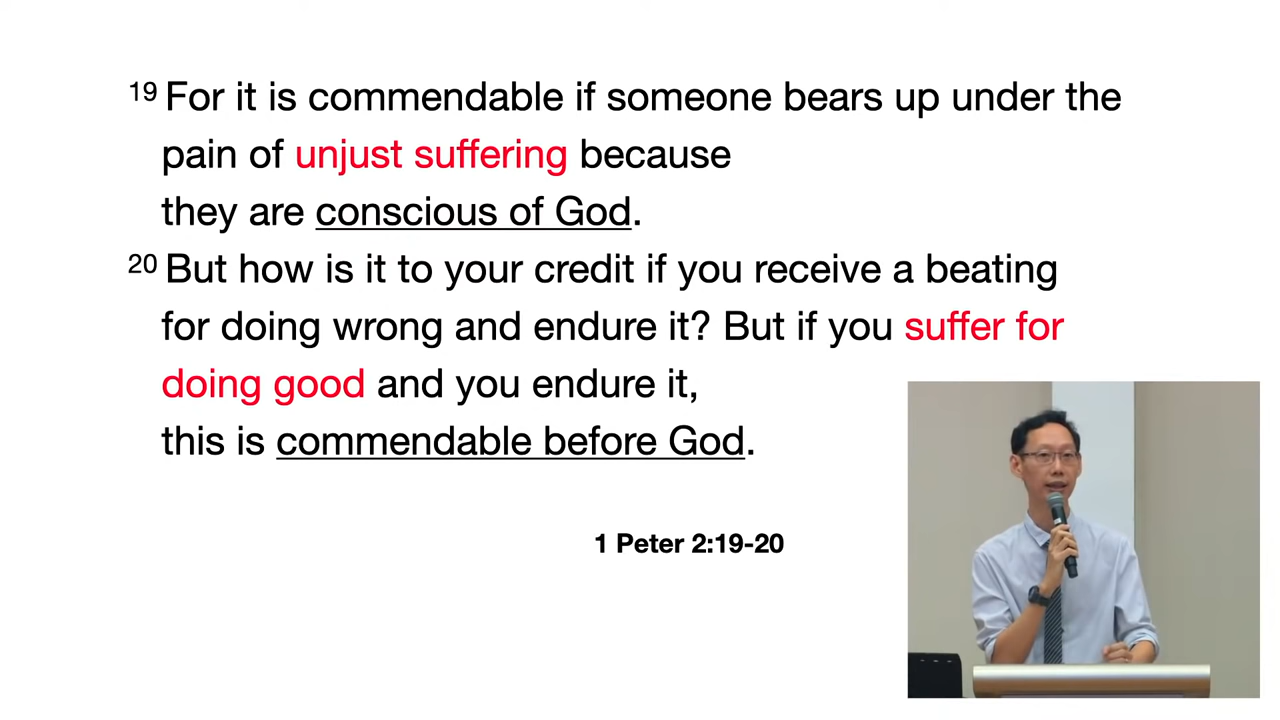 19 For it is commendable if someone bears up under the
pain of unjust suffering because
they are conscious of God.
20 But how is it to your credit if you receive a beating
for doing wrong and endure it? But if you suffer for
doing good and you endure it,
this is commendable before God.
1 Peter 2:19-20